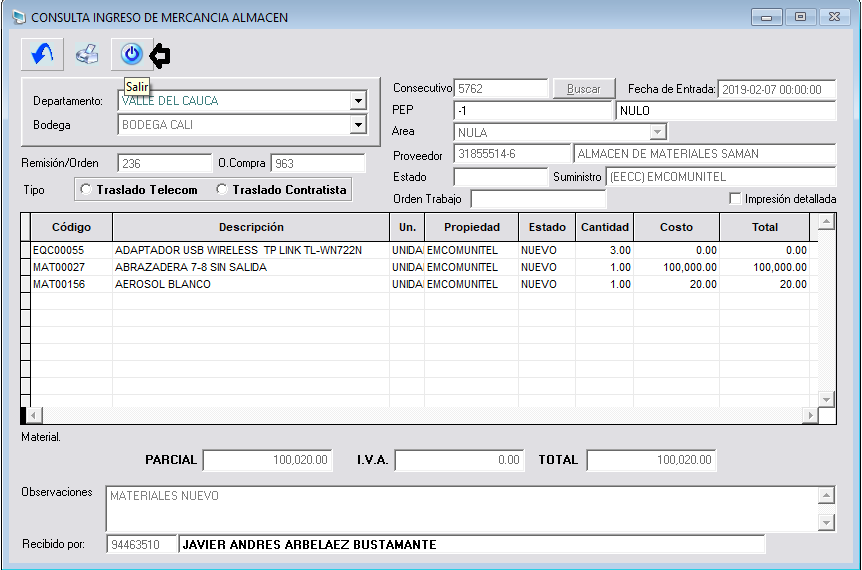 CONSULTA INGRESO DE MERCANCIA ALMACEN
Salir
Departamento: VALLE DEL CAUCA
Bodega BODEGA CALI
Consecutivo 5762 Buscar Fecha de Entrada: 2019-02-07 00:00:00
PEP -1 NULO
Area NULA
Remisión/Orden 236 O.Compra 963
Proveedor 31855514-6 ALMACEN DE MATERIALES SAMAN
Estado Suministro (EECC) EMCOMUNITEL
Tipo Traslado Telecom Traslado Contratista
Orden Trabajo Impresión detallada
Código Descripción Un. Propiedad Estado Cantidad Costo Total
EQC00055 ADAPTADOR USB WIRELESS TP LINK TL-WN722N UNIDA EMCOMUNITEL NUEVO 3.00 0.00 0.00
MAT00027 ABRAZADERA 7-8 SIN SALIDA UNIDA EMCOMUNITEL NUEVO 1.00 100,000.00 100,000.00
MAT00156 AEROSOL BLANCO UNIDA EMCOMUNITEL NUEVO 1.00 20.00 20.00
Material.
PARCIAL 100,020.00 I.V.A. 0.00 TOTAL 100,020.00
Observaciones MATERIALES NUEVO
Recibido por: 94463510 JAVIER ANDRES ARBELAEZ BUSTAMANTE